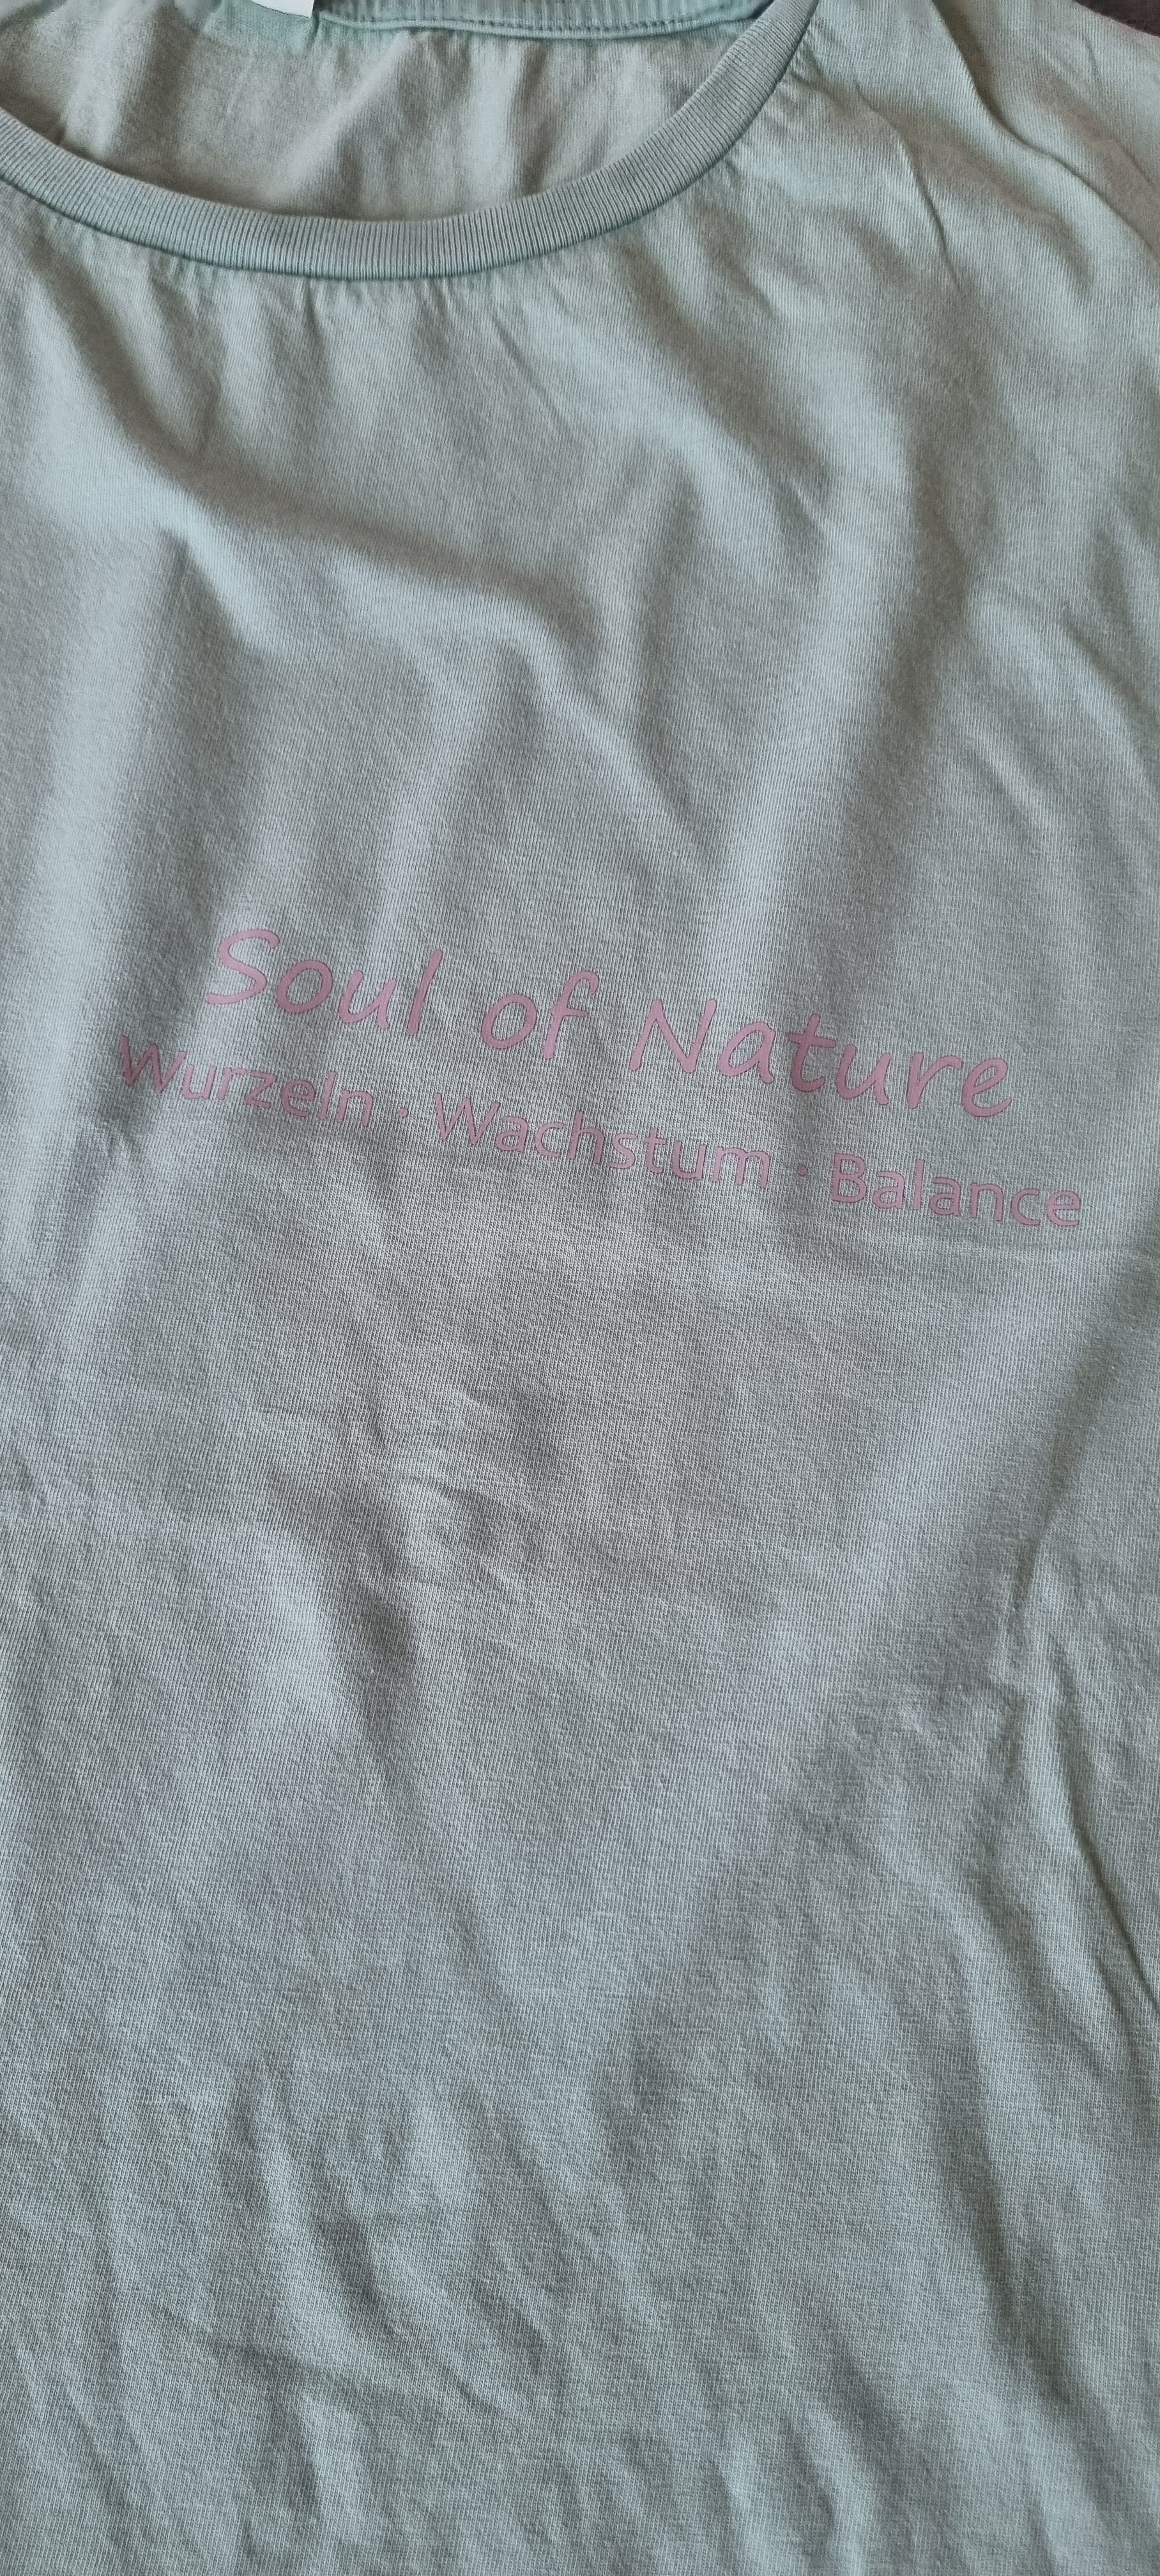 Soul of Nature
Wurzeln · Wachstum · Balance